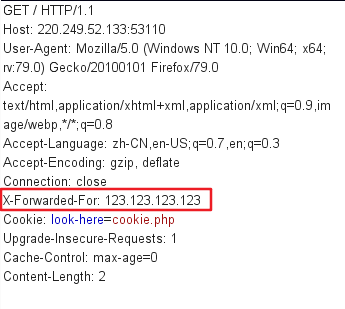 GET / HTTP/1.1
Host: 220.249.52.133:53110
User-Agent: Mozilla/5.0 (Windows NT 10.0; Win64; x64;
rv:79.0) Gecko/20100101 Firefox/79.0
Accept:
text/html,application/xhtml+xml,application/xml;q=0.9,im
age/webp,*/*;q=0.8
Accept-Language: zh-CN,en-US;q=0.7,en;q=0.3
Accept-Encoding: gzip, deflate
Connection: close
X-Forwarded-For: 123.123.123.123
Cookie: look-here=cookie.php
Upgrade-Insecure-Requests: 1
Cache-Control: max-age=0
Content-Length: 2